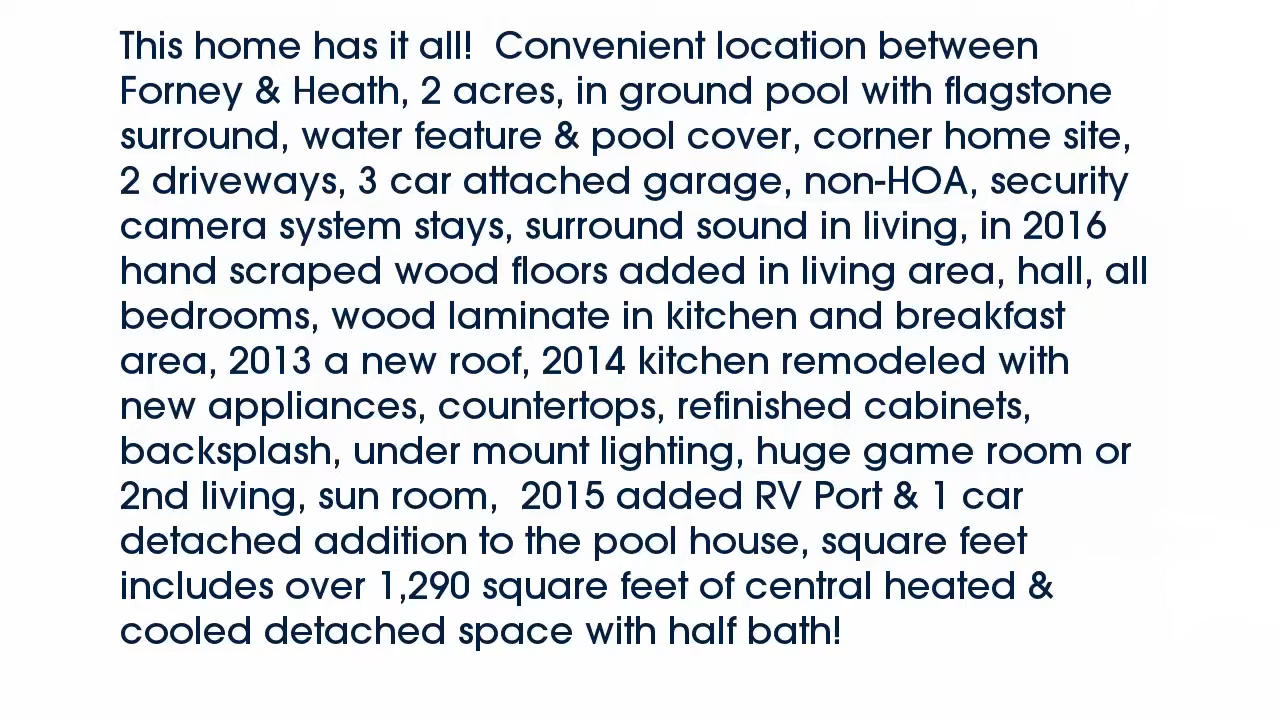 This home has it all!  Convenient location between
Forney & Heath, 2 acres, in ground pool with flagstone
surround, water feature & pool cover, corner home site,
2 driveways, 3 car attached garage, non-HOA, security
camera system stays, surround sound in living, in 2016
hand scraped wood floors added in living area, hall, all
bedrooms, wood laminate in kitchen and breakfast
area, 2013 a new roof, 2014 kitchen remodeled with
new appliances, countertops, refinished cabinets,
backsplash, under mount lighting, huge game room or
2nd living, sun room,  2015 added RV Port & 1 car
detached addition to the pool house, square feet
includes over 1,290 square feet of central heated &
cooled detached space with half bath!